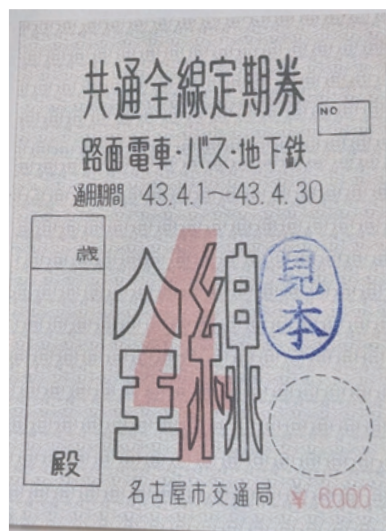 共通全線定期券
NO
路面電車・バス・地下鉄
通用期間 43.4.1〜43.4.30
歳
殿
4
全線
見本
名古屋市交通局
¥ 6000